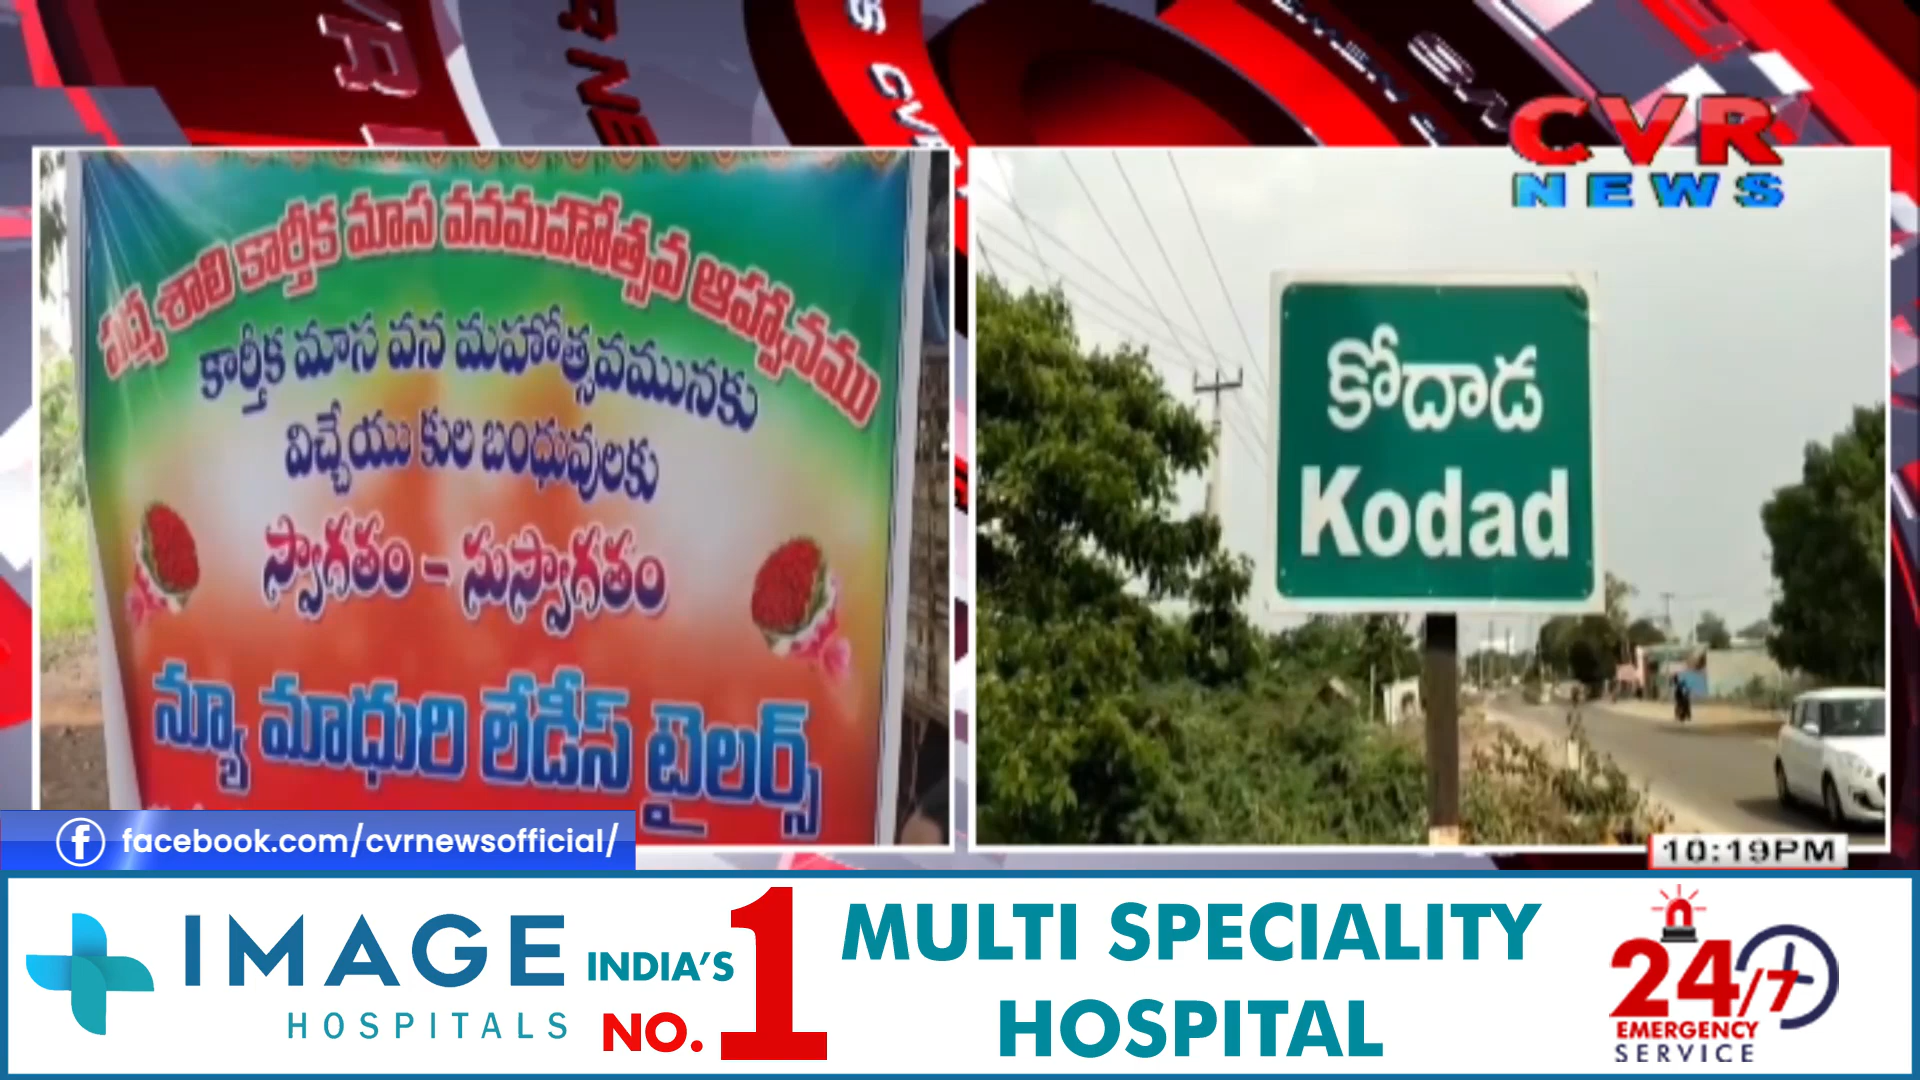 CVR
NEWS
పద్మశాలి కార్తీక మాస వనమహోత్సవ ఆహ్వానము
కార్తీక మాస వన మహోత్సవమునకు
విచ్చేయు కుల బంధువులకు
స్వాగతం - సుస్వాగతం
న్యూ మాధురి లేడీస్ టైలర్స్
కోదాడ
Kodad
facebook.com/cvrnewsofficial/
10:19PM
IMAGE
HOSPITALS
INDIA'S
NO. 1
MULTI SPECIALITY
HOSPITAL
24/7
EMERGENCY
SERVICE